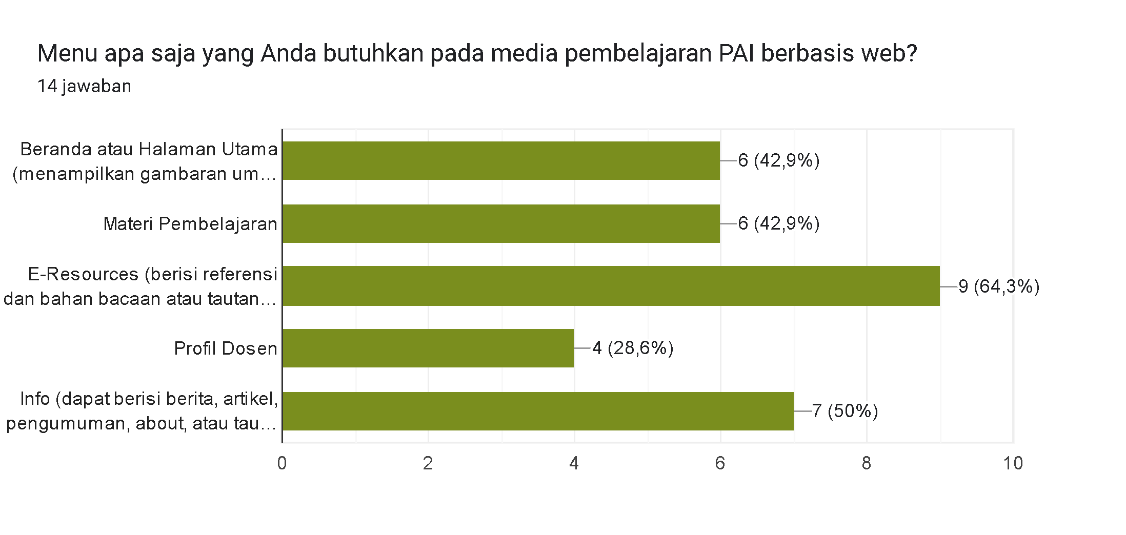 Menu apa saja yang Anda butuhkan pada media pembelajaran PAI berbasis web?
14 jawaban
Beranda atau Halaman Utama
(menampilkan gambaran um...
6 (42,9%)
Materi Pembelajaran
6 (42,9%)
E-Resources (berisi referensi
dan bahan bacaan atau tautan...
9 (64,3%)
Profil Dosen
4 (28,6%)
Info (dapat berisi berita, artikel,
pengumuman, about, atau tau...
7 (50%)
0 2 4 6 8 10